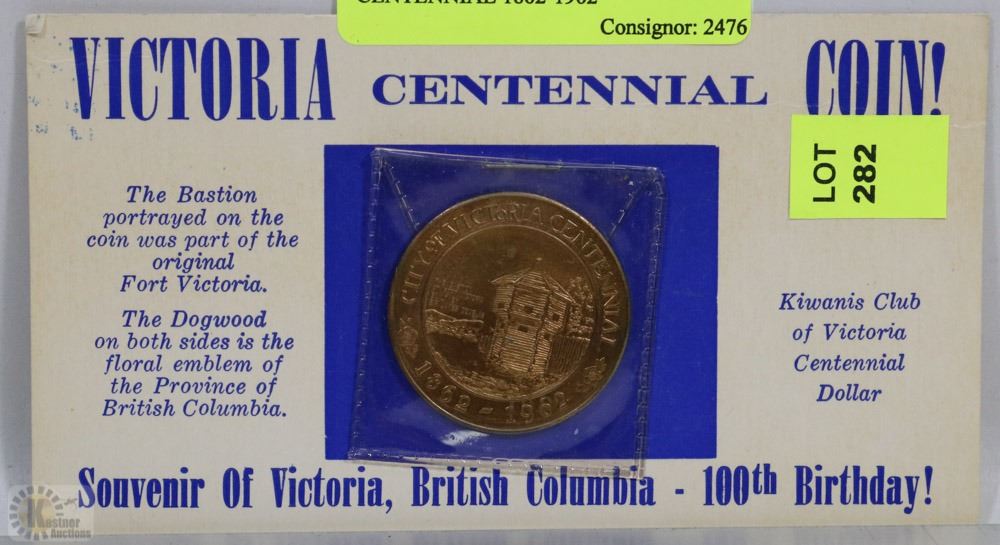 CENTENNIAL 1862-1962
Consignor: 2476
VICTORIA CENTENNIAL COIN!
LOT
282
The Bastion
portrayed on the
coin was part of the
original
Fort Victoria.
The Dogwood
on both sides is the
floral emblem of
the Province of
British Columbia.
CITY OF VICTORIA CENTENNIAL
1862 - 1962
Kiwanis Club
of Victoria
Centennial
Dollar
Souvenir Of Victoria, British Columbia - 100th Birthday!
Kastner
Auctions